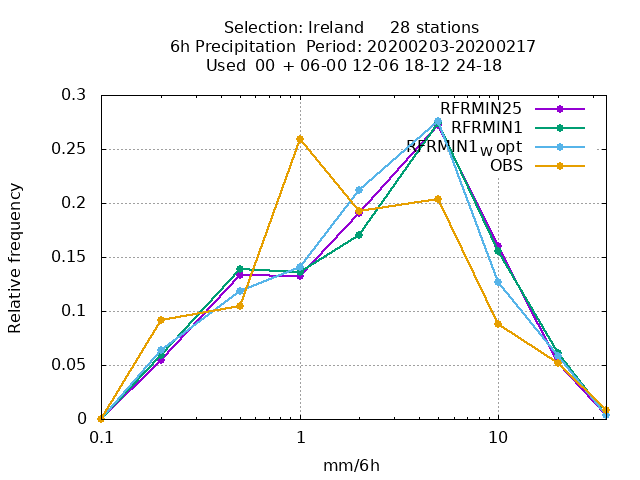 Selection: Ireland 28 stations
6h Precipitation Period: 20200203-20200217
Used 00 + 06-00 12-06 18-12 24-18
0.3
RFRMIN25
RFRMIN1
0.25
RFRMIN1wopt
OBS
0.2
0.15
0.1
0.05
0
Relative frequency
0.1 1 10
mm/6h